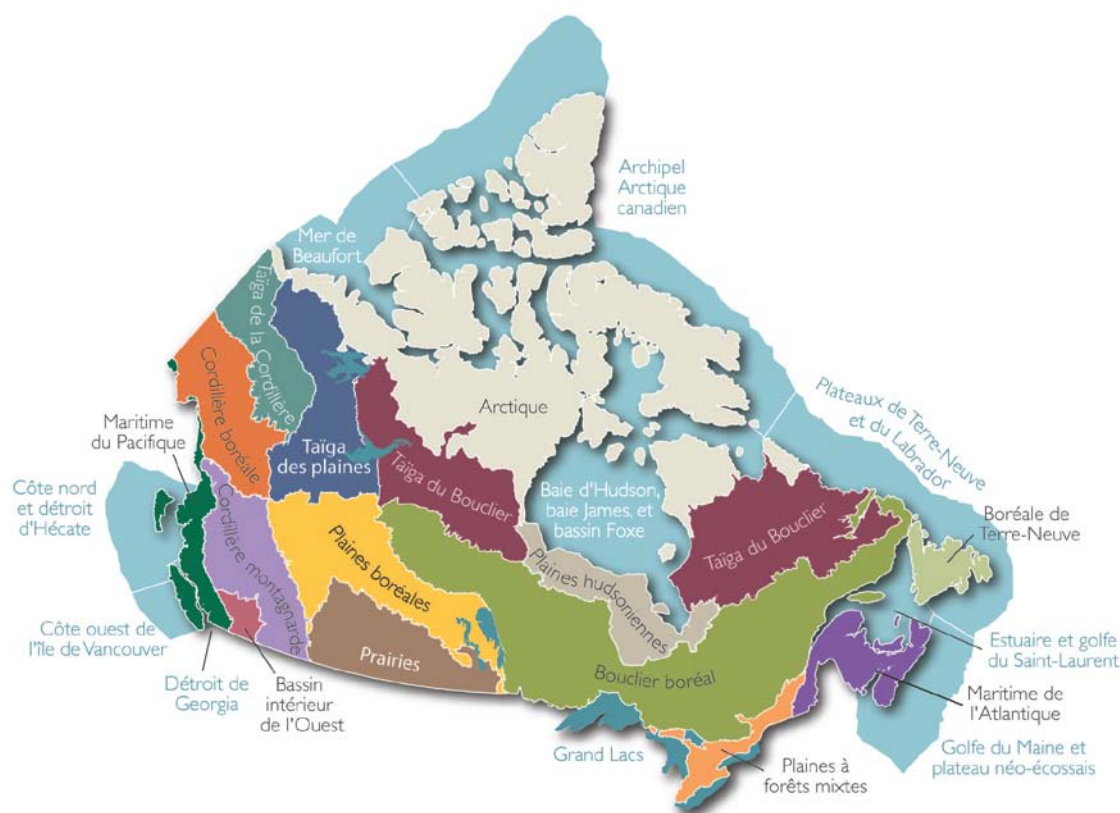 Archipel
Arctique
canadien
Mer de
Beaufort
Taïga de la Cordillère
Cordillère boréale
Maritime
du Pacifique
Taïga
des plaines
Arctique
Plateaux de Terre-Neuve
et du Labrador
Côte nord
et détroit
d'Hécate
Taïga du Bouclier
Baie d'Hudson,
baie James, et
bassin Foxe
Taïga du Bouclier
Boréale de
Terre-Neuve
Cordillère montagnarde
Plaines boréales
Plaines hudsoniennes
Côte ouest de
l'île de Vancouver
Prairies
Bouclier boréal
Estuaire et golfe
du Saint-Laurent
Détroit de
Georgia
Bassin
intérieur
de l'Ouest
Maritime de
l'Atlantique
Grand Lacs
Plaines à
forêts mixtes
Golfe du Maine et
plateau néo-écossais